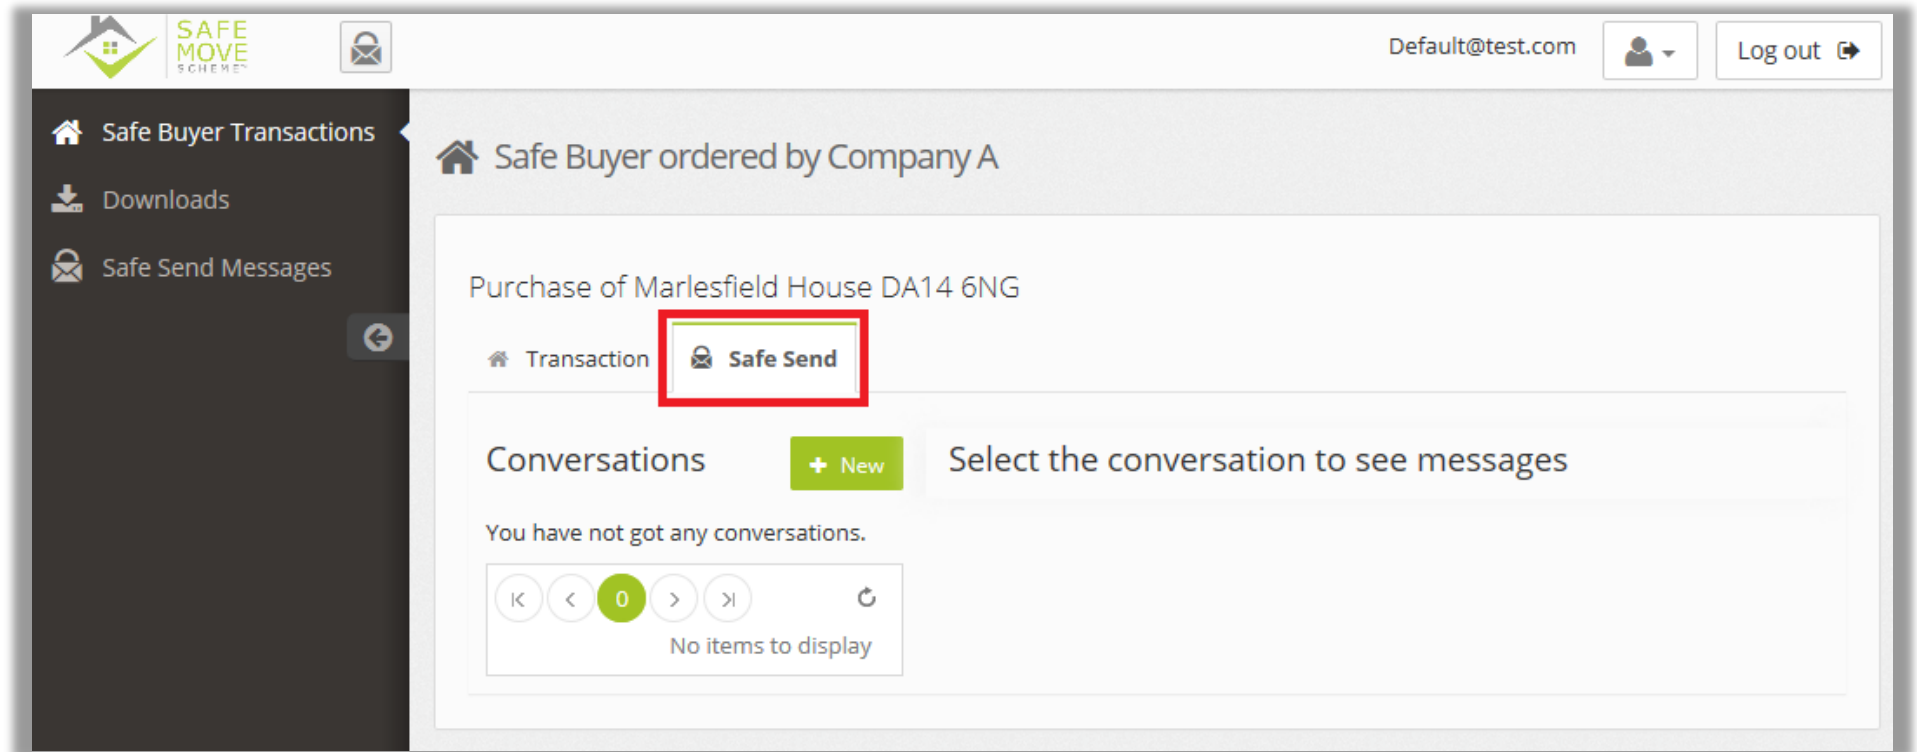 SAFE
MOVE
SCHEME™
Default@test.com
Log out
Safe Buyer Transactions
Downloads
Safe Send Messages
Safe Buyer ordered by Company A
Purchase of Marlesfield House DA14 6NG
Transaction
Safe Send
Conversations
+ New
Select the conversation to see messages
You have not got any conversations.
0
No items to display